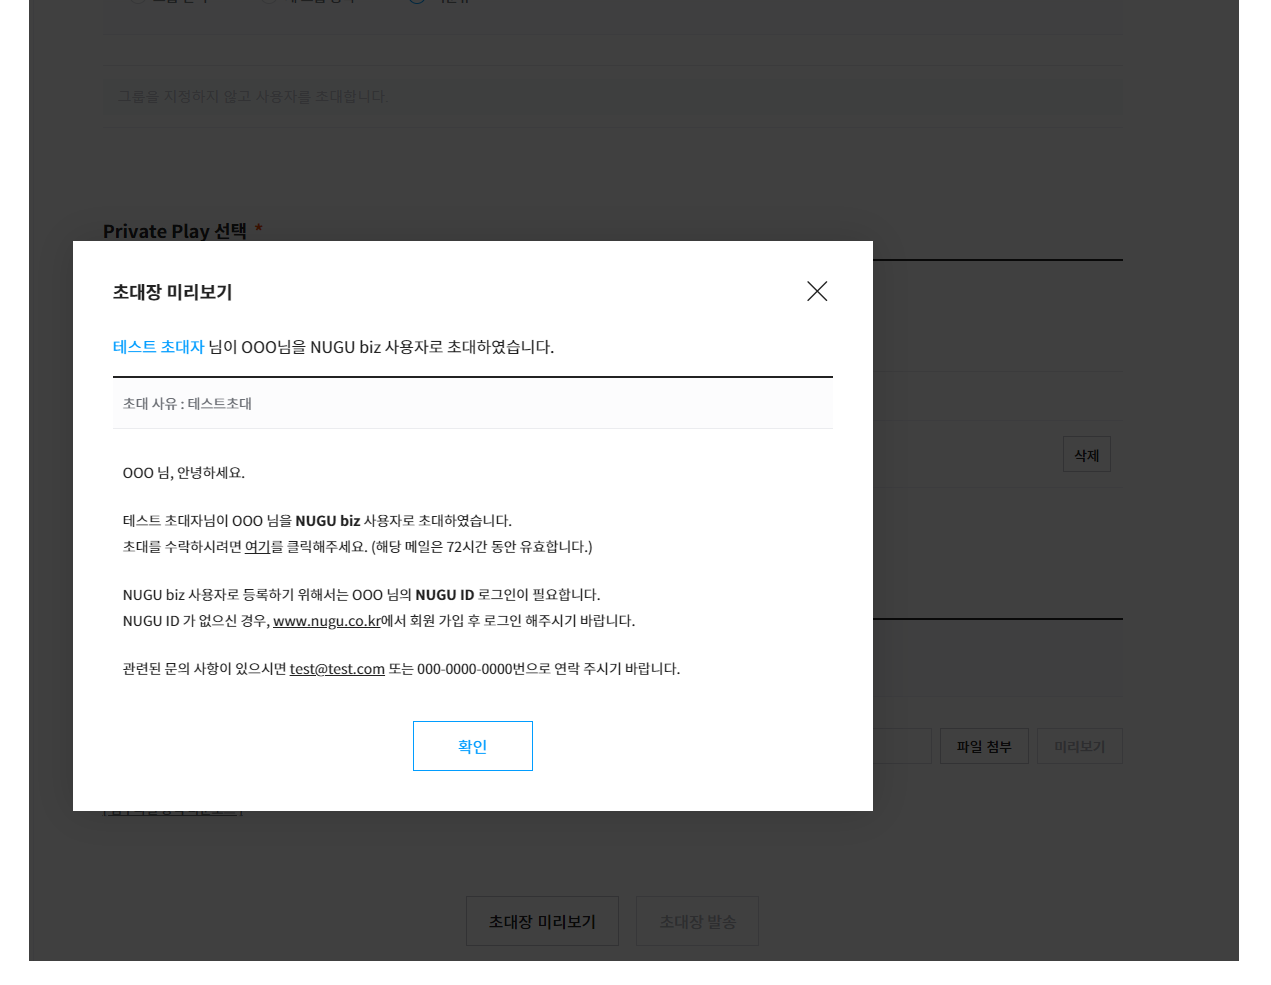 그룹을 지정하지 않고 사용자를 초대합니다
Private Play 선택 *
초대장 미리보기
테스트 초대자 님이 OOO님을 NUGU biz 사용자로 초대하였습니다.
초대 사유 : 테스트초대
삭제
OOO 님, 안녕하세요.
테스트 초대자님이 OOO 님을 NUGU biz 사용자로 초대하였습니다.
초대를 수락하시려면 여기를 클릭해주세요. (해당 메일은 72시간 동안 유효합니다.)
NUGU biz 사용자로 등록하기 위해서는 OOO 님의 NUGU ID 로그인이 필요합니다.
NUGU ID 가 없으신 경우, www.nugu.co.kr에서 회원 가입 후 로그인 해주시기 바랍니다.
관련된 문의 사항이 있으시면 test@test.com 또는 000-0000-0000번으로 연락 주시기 바랍니다.
확인
파일 첨부 미리보기
초대장 미리보기 초대장 발송